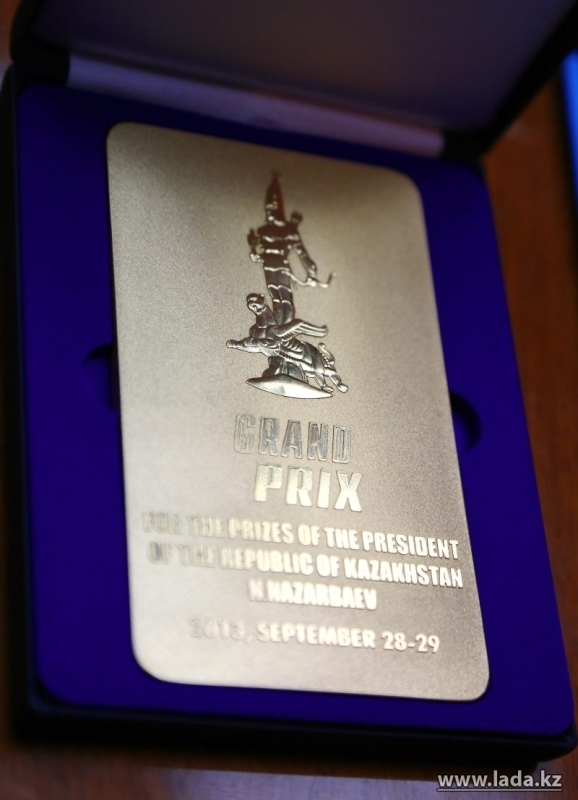 GRAND
PRIX
FOR THE PRIZES OF THE PRESIDENT
OF THE REPUBLIC OF KAZAKHSTAN
N.NAZARBAEV
2013, SEPTEMBER 28-29
www.lada.kz